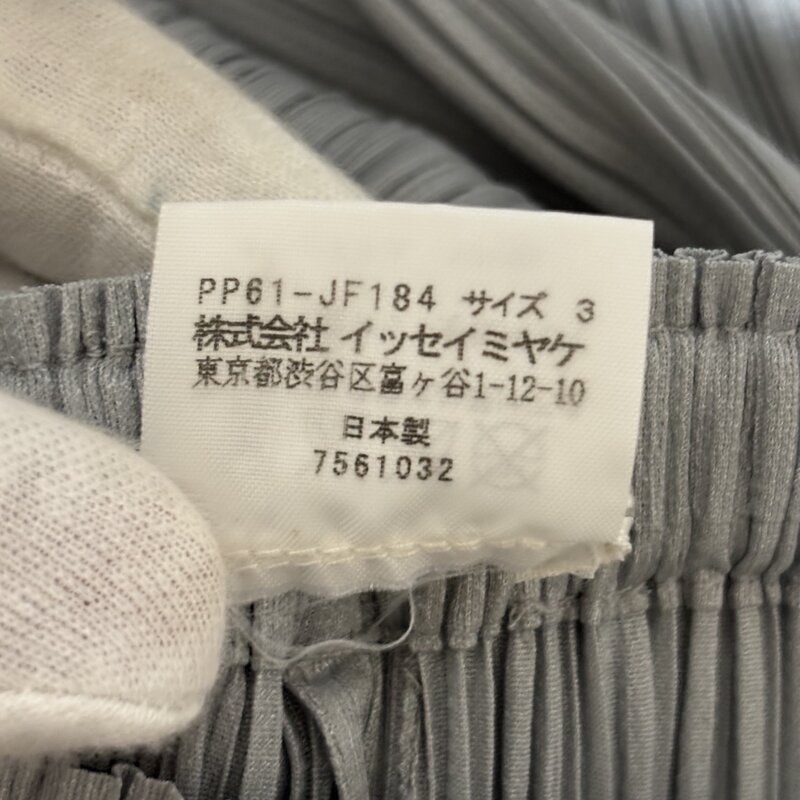 PP61-JF184 サイズ 3
株式会社 イッセイミヤケ
東京都渋谷区富ヶ谷1-12-10
日本製
7561032